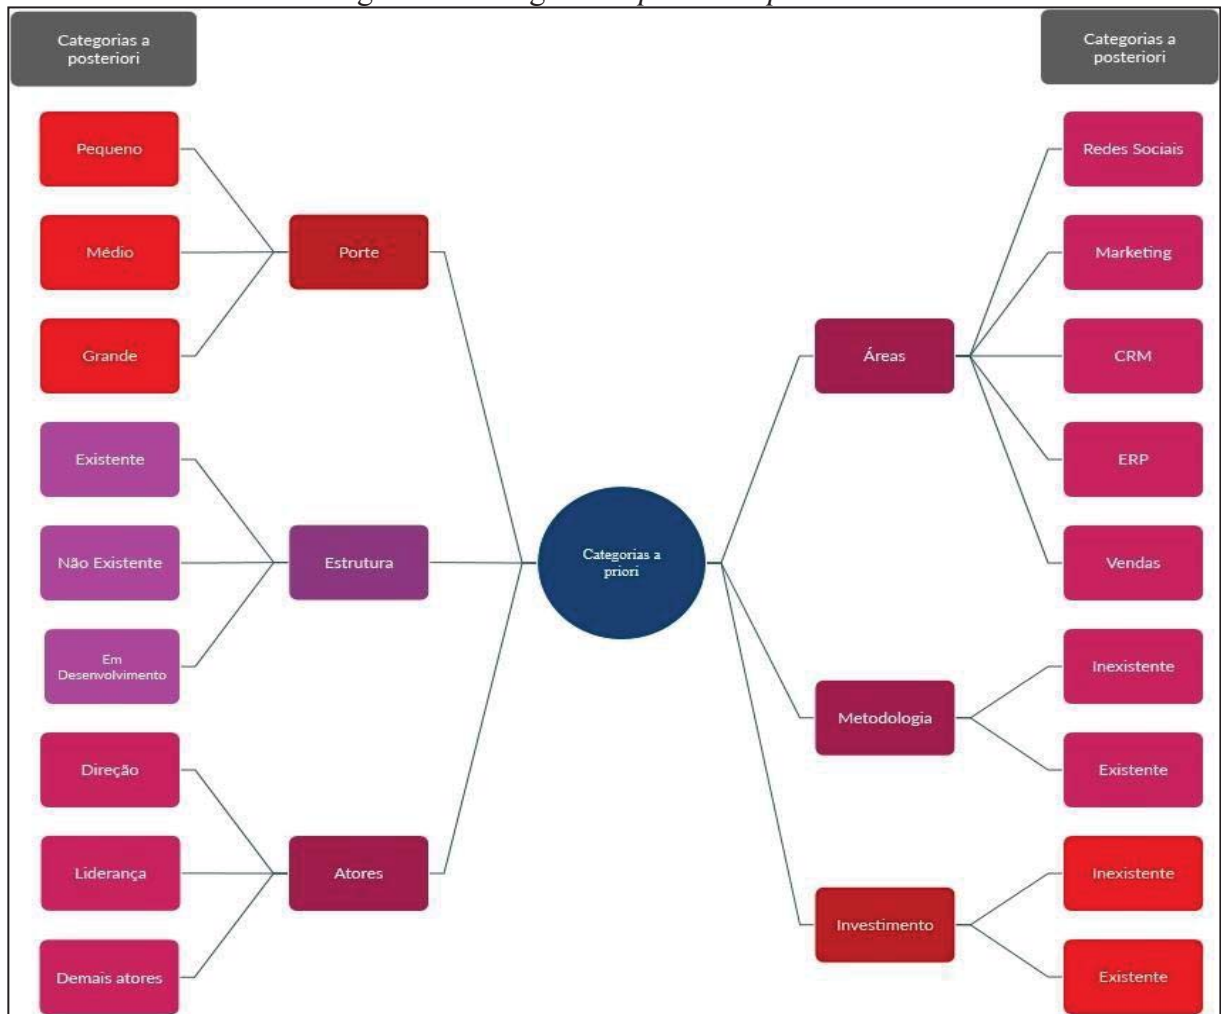 Categorias a
posteriori
Pequeno
Médio
Grande
Porte
Existente
Não Existente
Em
Desenvolvimento
Estrutura
Direção
Liderança
Demais atores
Atores
Categorias a
priori
Categorias a
posteriori
Áreas
Redes Sociais
Marketing
CRM
ERP
Vendas
Metodologia
Inexistente
Existente
Investimento
Inexistente
Existente